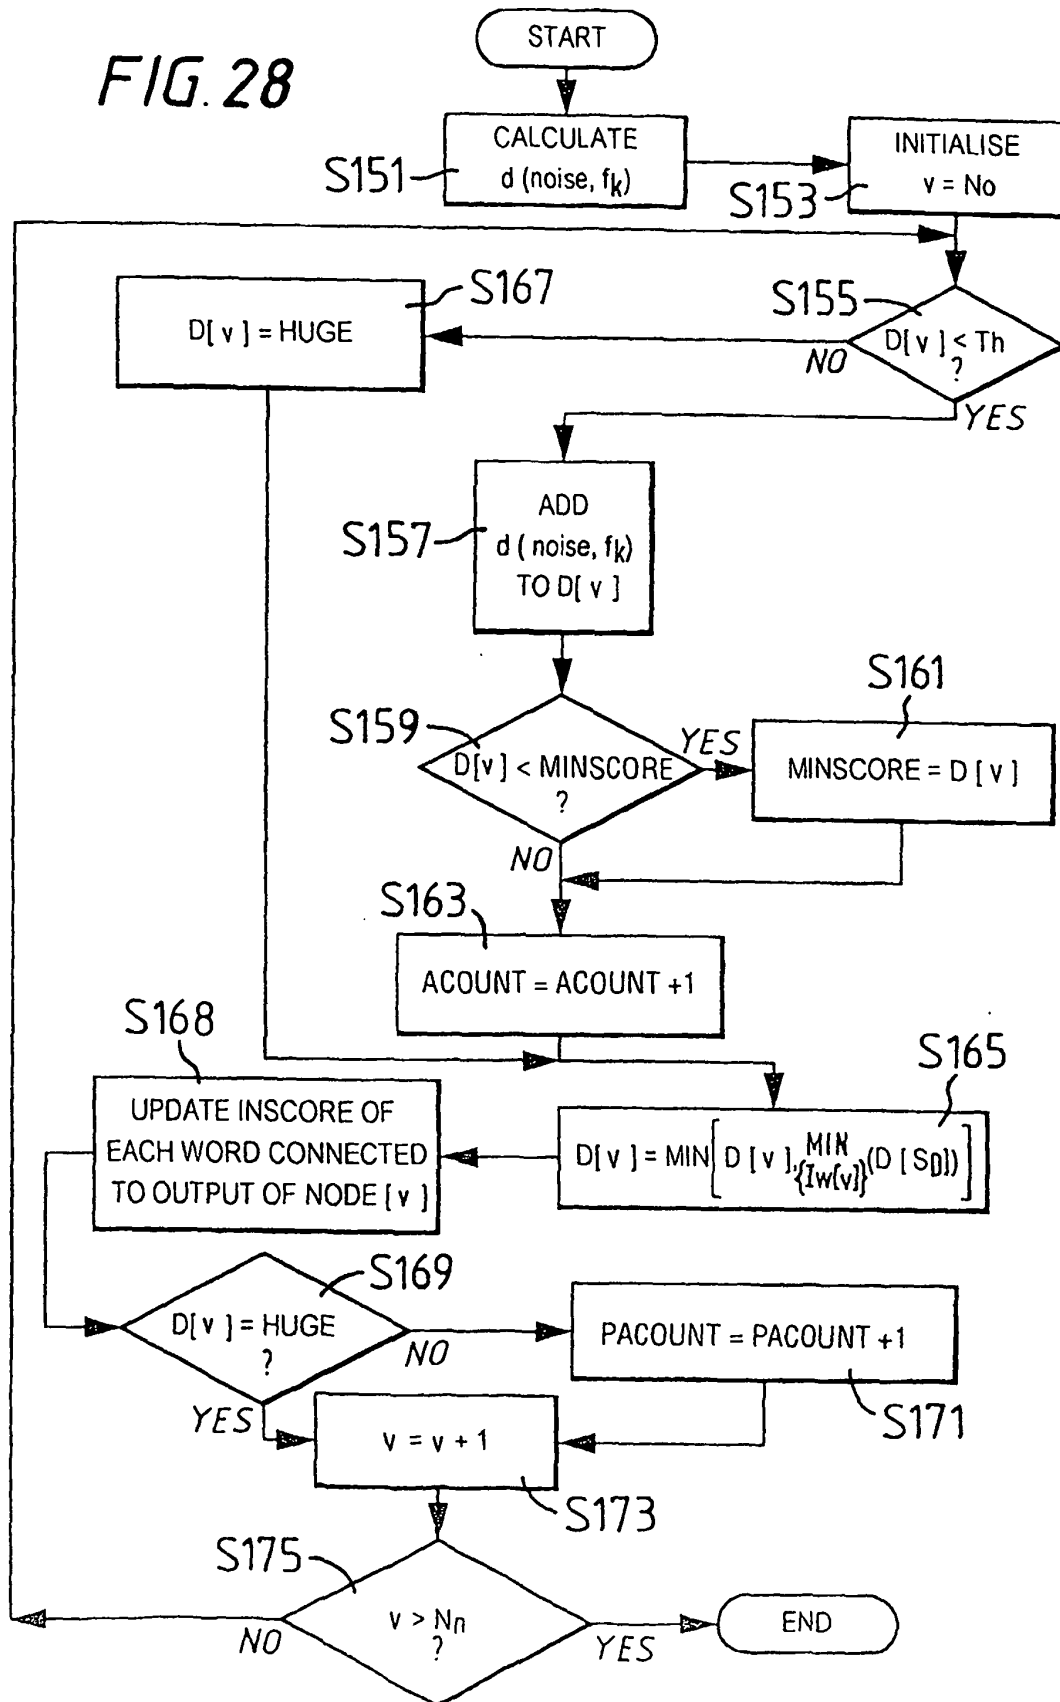 FIG. 28
START
CALCULATE
d (noise, fk)
S151
INITIALISE
v = No
S153
S155
D[v] < Th
?
NO
YES
S167
D[v] = HUGE
S157
ADD
d (noise, fk)
TO D[v]
S159
D[v] < MINSCORE
?
YES
NO
S161
MINSCORE = D[v]
S163
ACOUNT = ACOUNT +1
S165
D[v] = MIN[D[v], MIN (D[SD])]
{Iw[v]}
S168
UPDATE INSCORE OF
EACH WORD CONNECTED
TO OUTPUT OF NODE [v]
S169
D[v] = HUGE
?
NO
YES
PACOUNT = PACOUNT +1
S171
v = v + 1
S173
S175
v > Nn
?
NO
YES
END